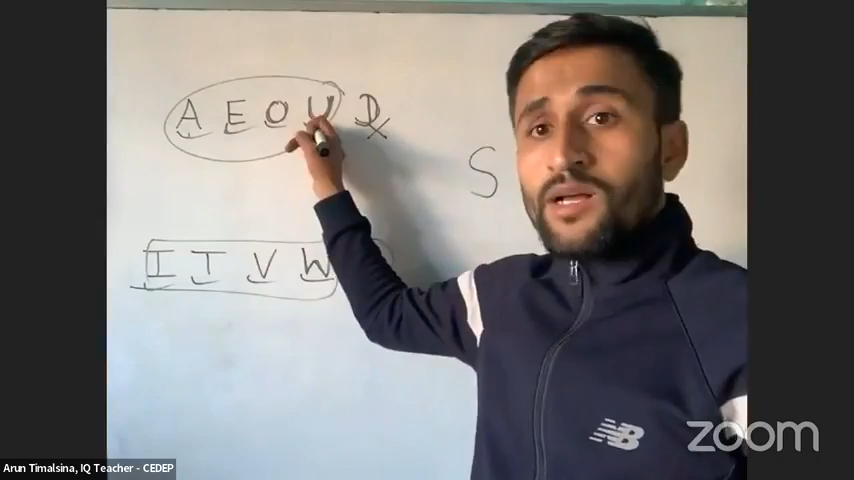 A E O U D
S
I T V W
NB
zoom
Arun Timalsina, IQ Teacher - CEDEP